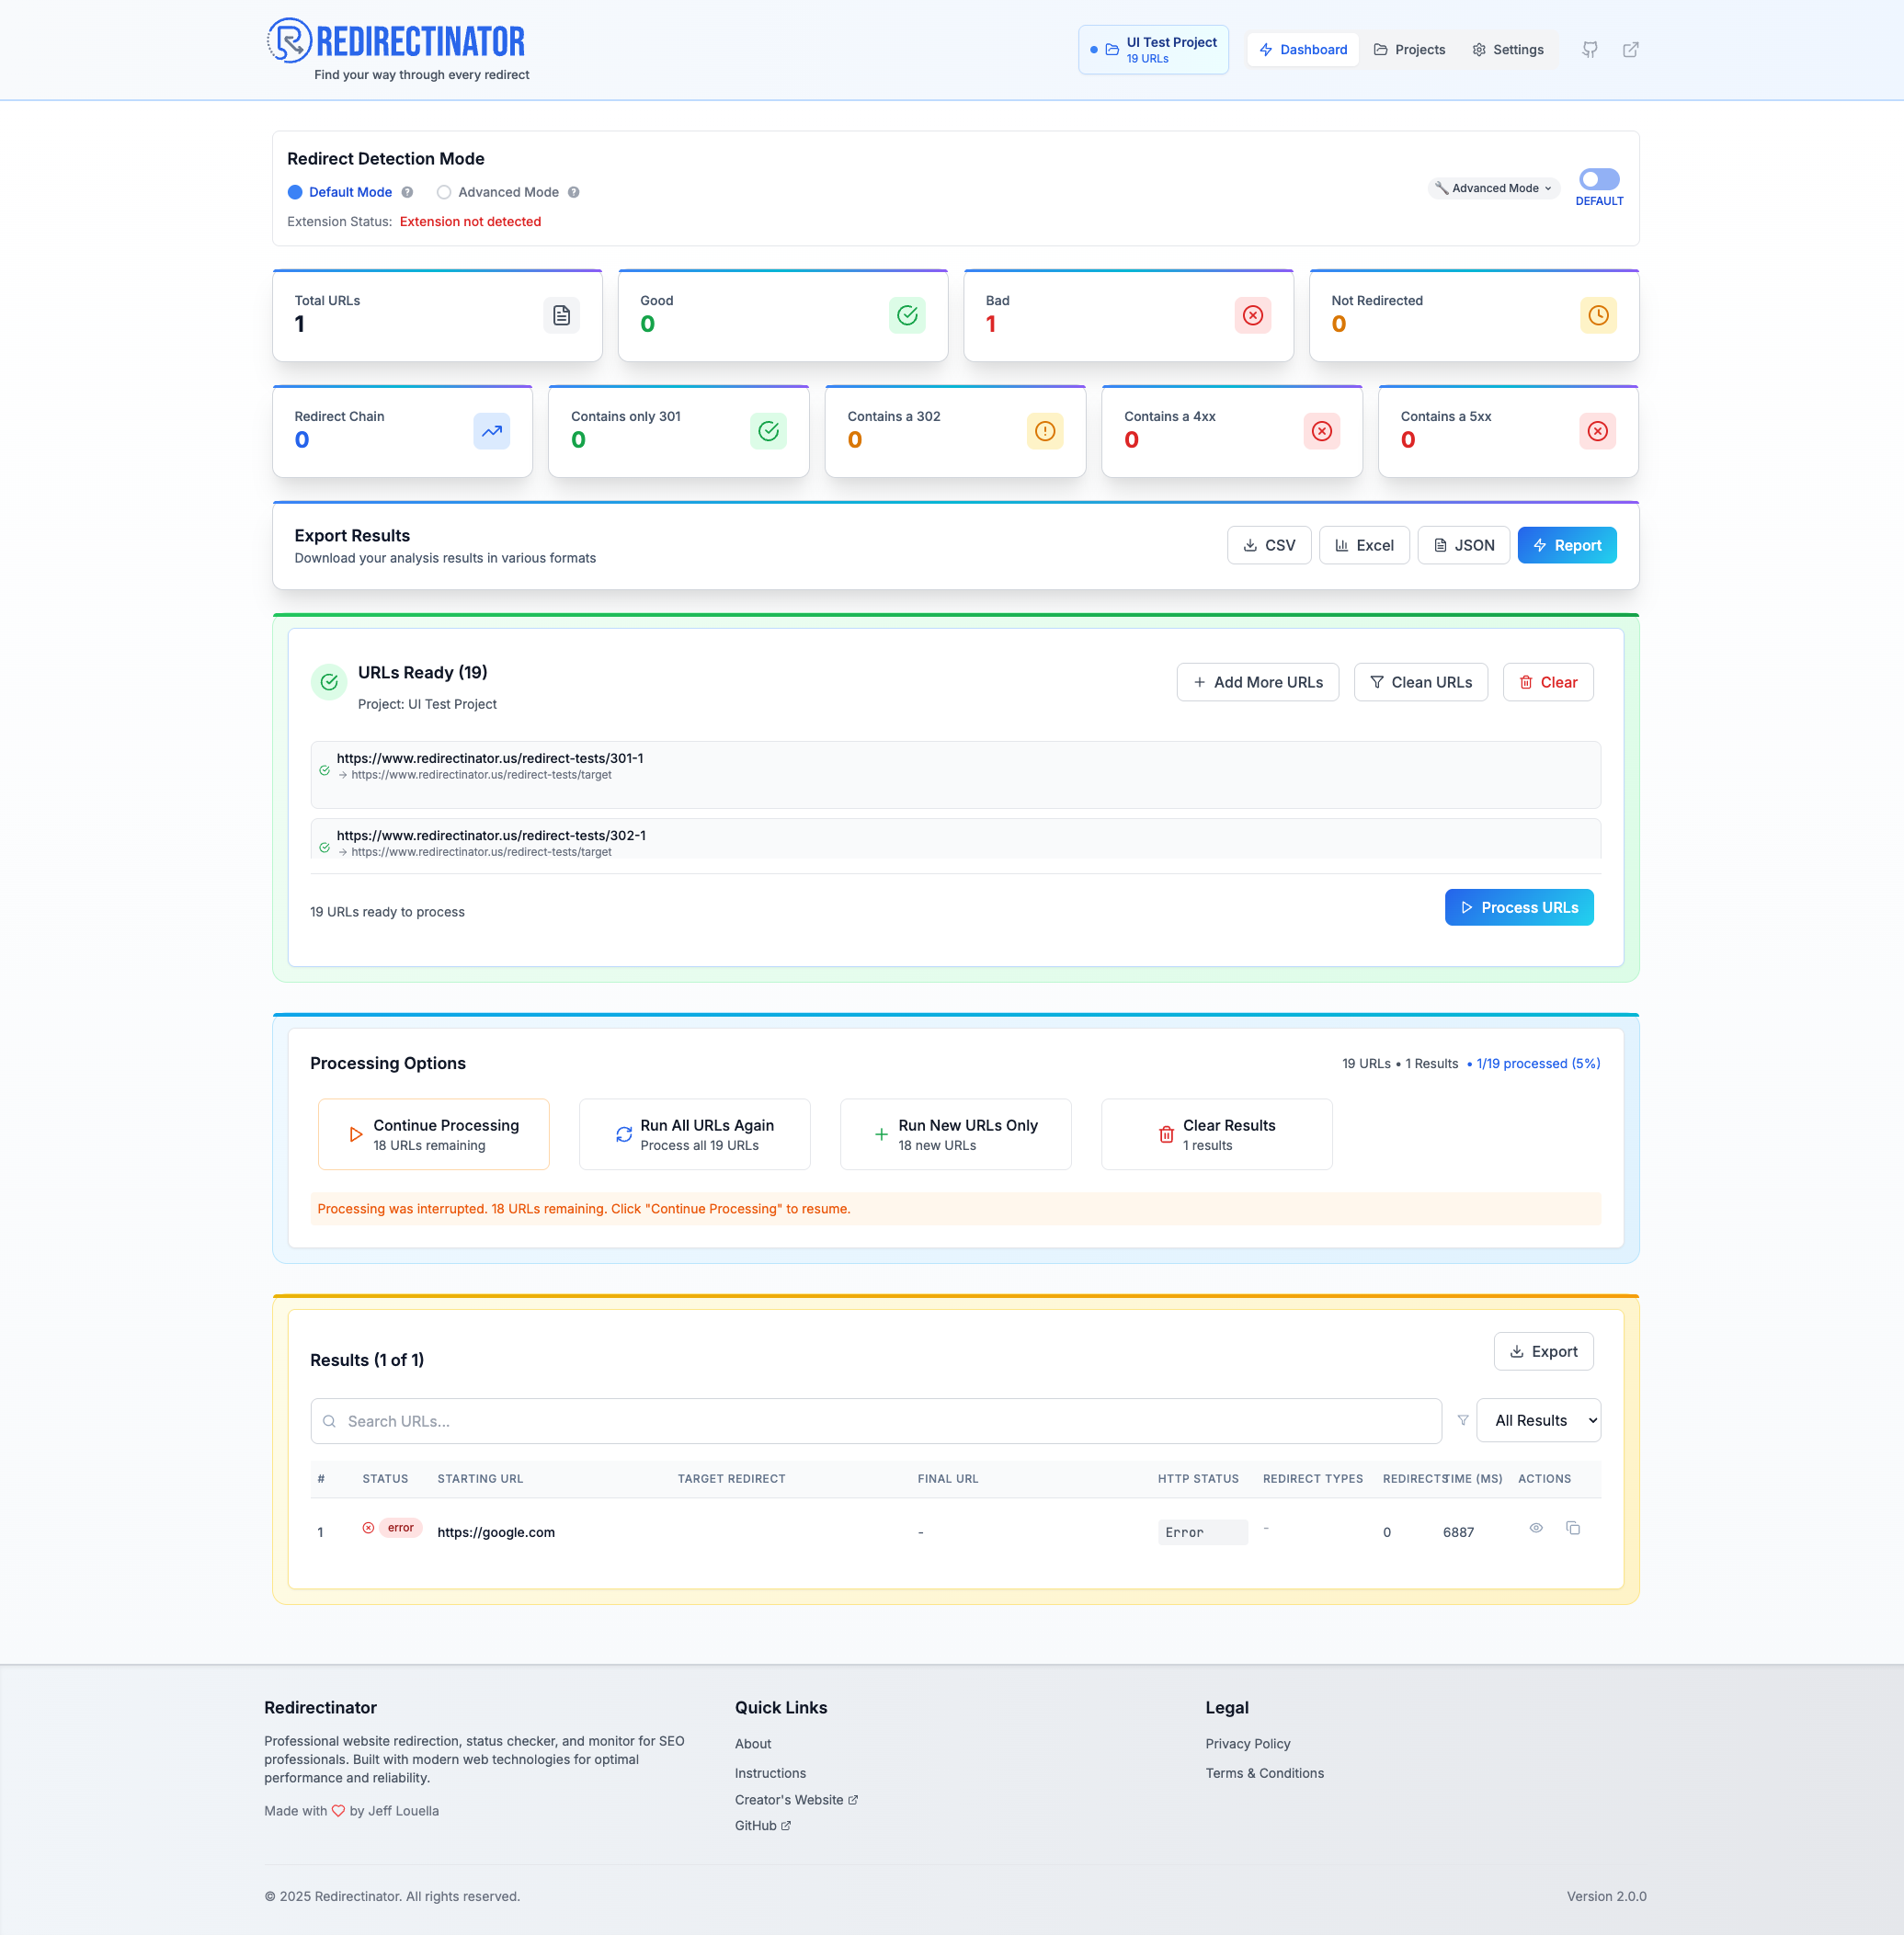 REDIRECTINATOR
Find your way through every redirect
UI Test Project
19 URLs
Dashboard
Projects
Settings
Redirect Detection Mode
Default Mode ?
Advanced Mode ?
Extension Status: Extension not detected
Advanced Mode
DEFAULT
Total URLs
1
Good
0
Bad
1
Not Redirected
0
Redirect Chain
0
Contains only 301
0
Contains a 302
0
Contains a 4xx
0
Contains a 5xx
0
Export Results
Download your analysis results in various formats
CSV
Excel
JSON
Report
URLs Ready (19)
Project: UI Test Project
Add More URLs
Clean URLs
Clear
https://www.redirectinator.us/redirect-tests/301-1
→ https://www.redirectinator.us/redirect-tests/target
https://www.redirectinator.us/redirect-tests/302-1
→ https://www.redirectinator.us/redirect-tests/target
19 URLs ready to process
Process URLs
Processing Options
19 URLs • 1 Results • 1/19 processed (5%)
Continue Processing
18 URLs remaining
Run All URLs Again
Process all 19 URLs
Run New URLs Only
18 new URLs
Clear Results
1 results
Processing was interrupted. 18 URLs remaining. Click "Continue Processing" to resume.
Results (1 of 1)
Export
Search URLs...
All Results
# STATUS STARTING URL TARGET REDIRECT FINAL URL HTTP STATUS REDIRECT TYPES REDIRECTS TIME (MS) ACTIONS
1 error https://google.com - Error - 0 6887
Redirectinator
Professional website redirection, status checker, and monitor for SEO
professionals. Built with modern web technologies for optimal
performance and reliability.
Made with by Jeff Louella
Quick Links
About
Instructions
Creator's Website
GitHub
Legal
Privacy Policy
Terms & Conditions
© 2025 Redirectinator. All rights reserved.
Version 2.0.0